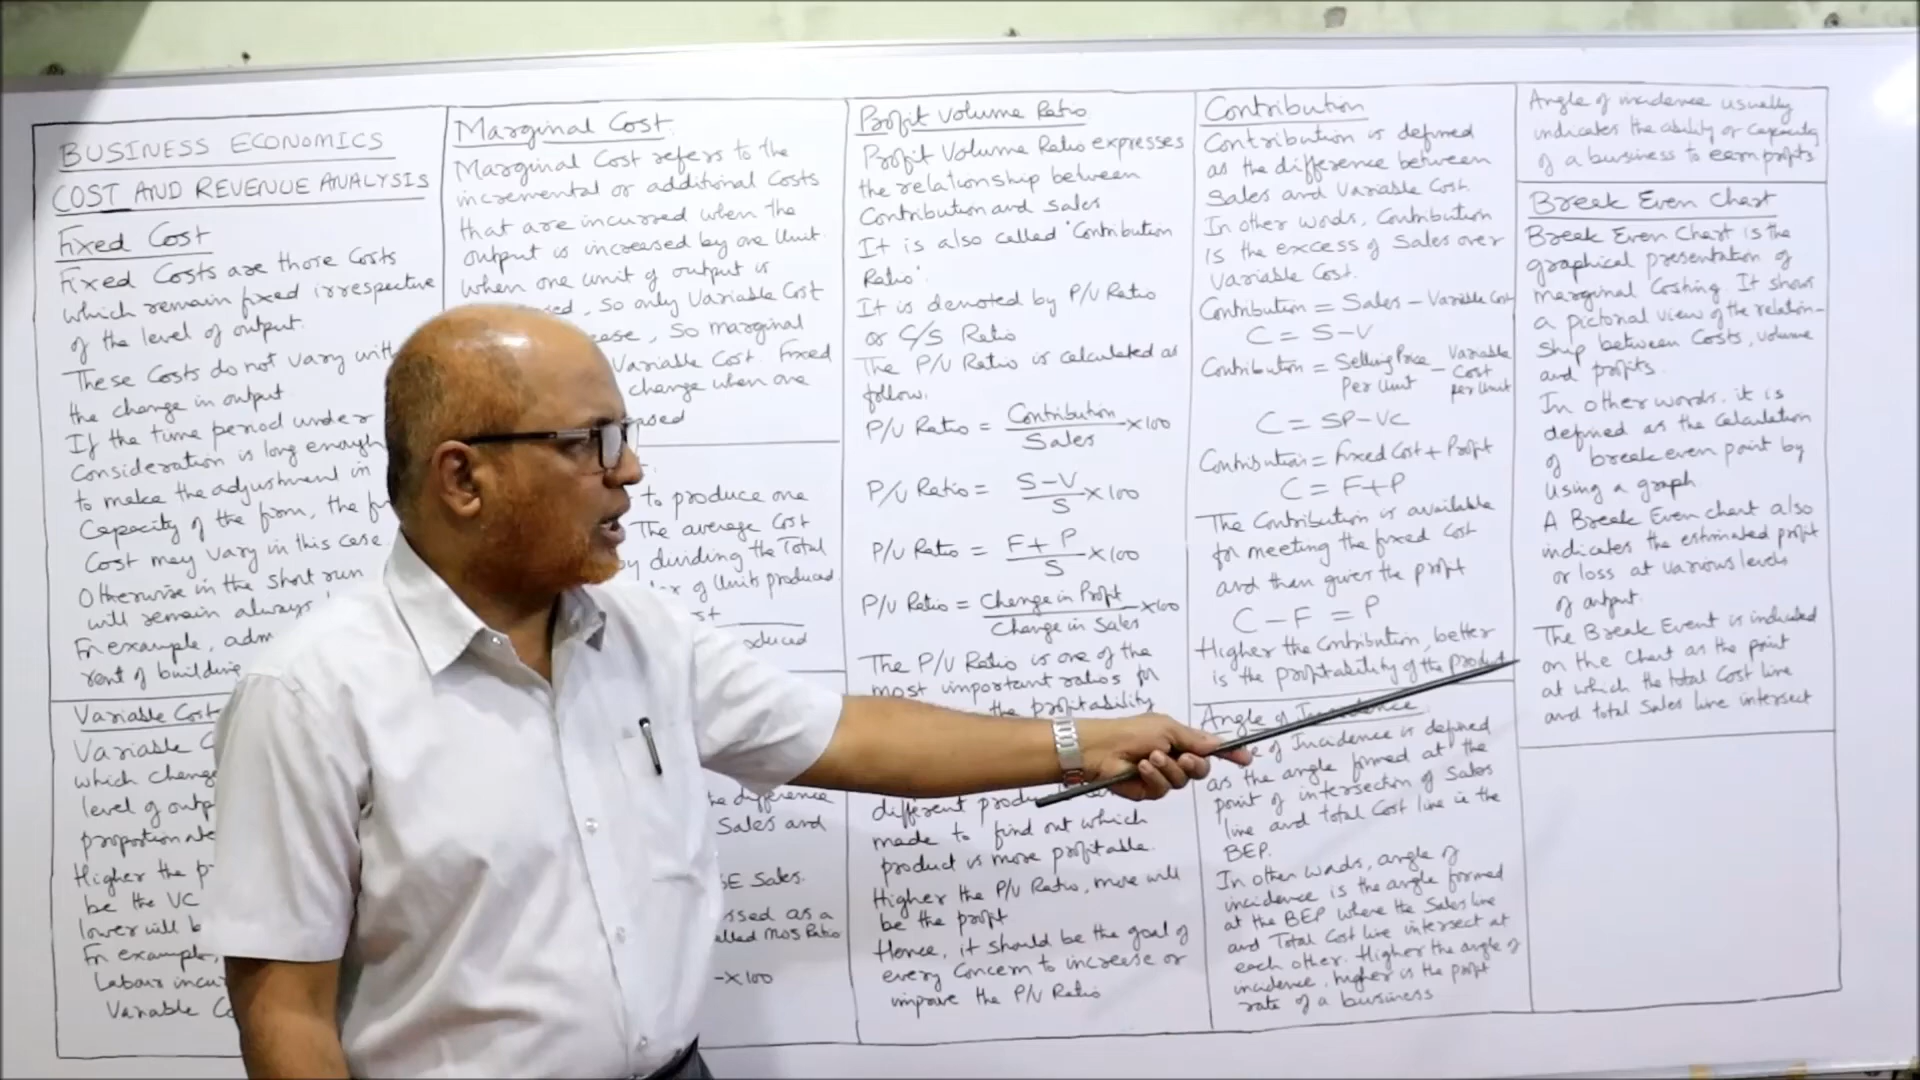 BUSINESS ECONOMICS
COST AND REVENUE ANALYSIS
Fixed Cost
Fixed Costs are those Costs
which remain fixed irrespective
of the level of output.
These Costs do not vary with
the change in output
If the time period under
Consideration is long enough
to make the adjustment in
Capacity of the firm, the
Cost may vary in this case.
Otherwise in the short run
will remain always
For example,
rent of building
Variable Cost
Variable
which change
level of
Higher the
be the VC
lower will
For example,
Labour
Variable
Marginal Cost
Marginal Cost refers to the
incremental or additional Costs
that are incurred when the
output is increased by one Unit.
when one unit of output is
, So only Variable Cost
, So marginal
Variable Cost. Fixed
change when one
to produce one
The average Cost
by dividing the Total
of Units produced
the difference
Sales and
Sales.
as a
MOS Ratio
×100
Profit Volume Ratio
Profit Volume Ratio expresses
the relationship between
Contribution and Sales
It is also called 'Contribution
Ratio'.
It is denoted by P/V Ratio
or C/S Ratio
The P/V Ratio is calculated as
follow.
P/V Ratio = Contribution / Sales ×100
P/V Ratio = S-V / S ×100
P/V Ratio = F+P / S ×100
P/V Ratio = Change in Profit / Change in Sales ×100
The P/V Ratio is one of the
most important ratios for
the profitability
different
made to find out which
product is more profitable.
Higher the P/V Ratio, more will
be the profit
Hence, it should be the goal of
every Concern to increase or
improve the P/V Ratio
Contribution
Contribution is defined
as the difference between
Sales and Variable Cost.
In other words, Contribution
is the excess of Sales over
Variable Cost.
Contribution = Sales - Variable Cost
C = S-V
Contribution = Selling Price Per Unit - Variable Cost per Unit
C = SP-VC
Contribution = Fixed Cost + Profit
C = F+P
The Contribution is available
for meeting the fixed Cost
and then gives the profit
C - F = P
Higher the Contribution, better
is the profitability of the product
Angle of Incidence
of Incidence is defined
as the angle formed at the
point of intersection of Sales
line and total Cost line ie the
BEP.
In other words, angle of
incidence is the angle formed
at the BEP where the Sales line
and Total Cost line intersect at
each other. Higher the angle of
incidence, higher is the profit
rate of a business
Angle of incidence usually
indicates the ability or capacity
of a business to earn profits
Break Even Chart
Break Even Chart is the
graphical presentation of
marginal Costing. It shows
a pictorial view of the relation-
ship between Costs, volume
and profits.
In other words, it is
defined as the calculation
of break even point by
using a graph
A Break Even chart also
indicates the estimated profit
or loss at various levels
of output.
The Break Event is indicated
on the Chart as the point
at which the total Cost line
and total Sales line intersect